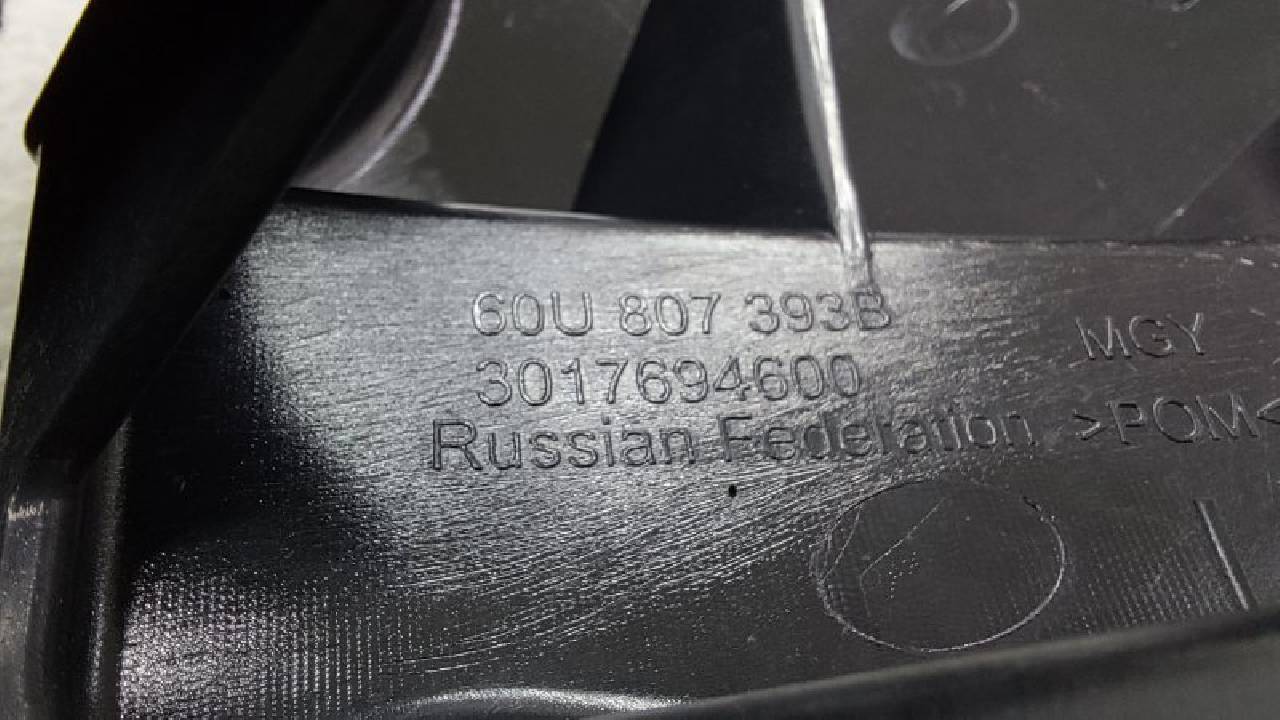 60U 807 393B
3017694600
Russian Federation
MGY
>POM<